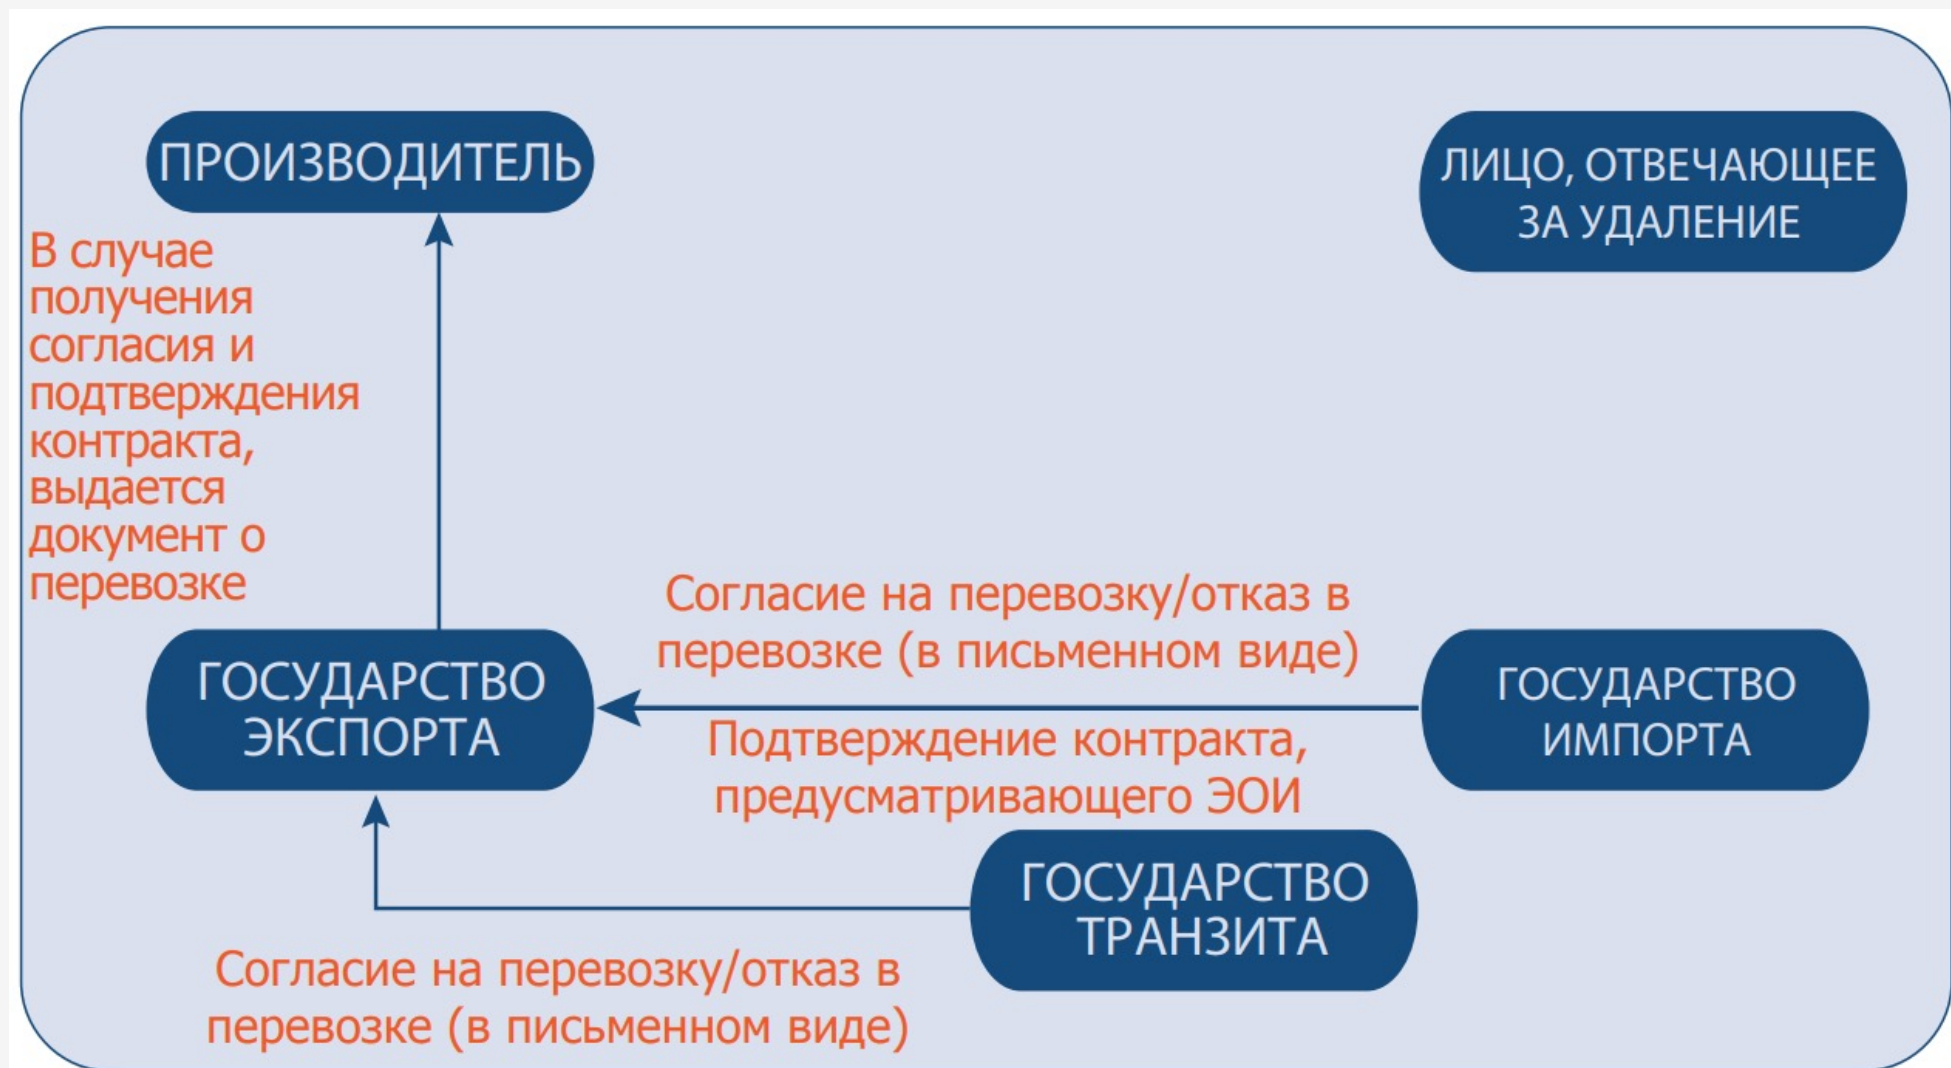 ПРОИЗВОДИТЕЛЬ
ЛИЦО, ОТВЕЧАЮЩЕЕ
ЗА УДАЛЕНИЕ
В случае
получения
согласия и
подтверждения
контракта,
выдается
документ о
перевозке
Согласие на перевозку/отказ в
перевозке (в письменном виде)
ГОСУДАРСТВО
ЭКСПОРТА
ГОСУДАРСТВО
ИМПОРТА
Подтверждение контракта,
предусматривающего ЭОИ
ГОСУДАРСТВО
ТРАНЗИТА
Согласие на перевозку/отказ в
перевозке (в письменном виде)